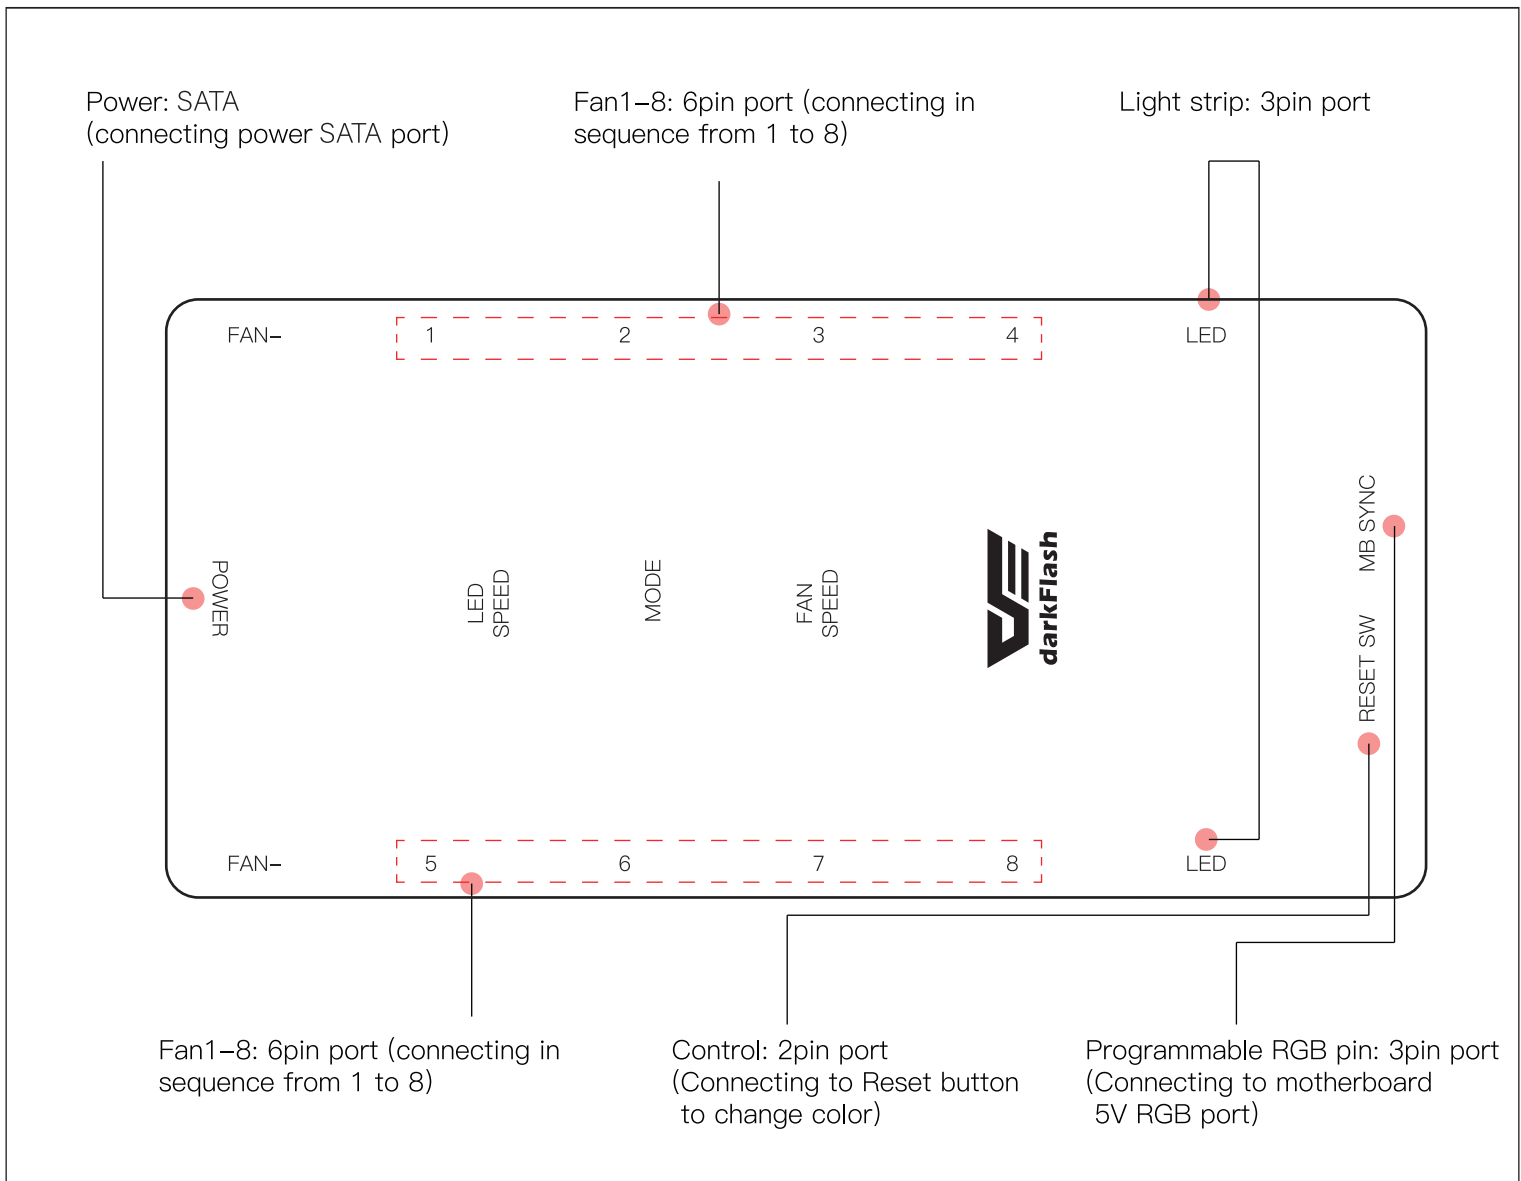 Power: SATA
(connecting power SATA port)
Fan1–8: 6pin port (connecting in
sequence from 1 to 8)
Light strip: 3pin port
FAN–
1
2
3
4
LED
POWER
LED
SPEED
MODE
FAN
SPEED
darkFlash
MB SYNC
RESET SW
FAN–
5
6
7
8
LED
Fan1–8: 6pin port (connecting in
sequence from 1 to 8)
Control: 2pin port
(Connecting to Reset button
to change color)
Programmable RGB pin: 3pin port
(Connecting to motherboard
5V RGB port)